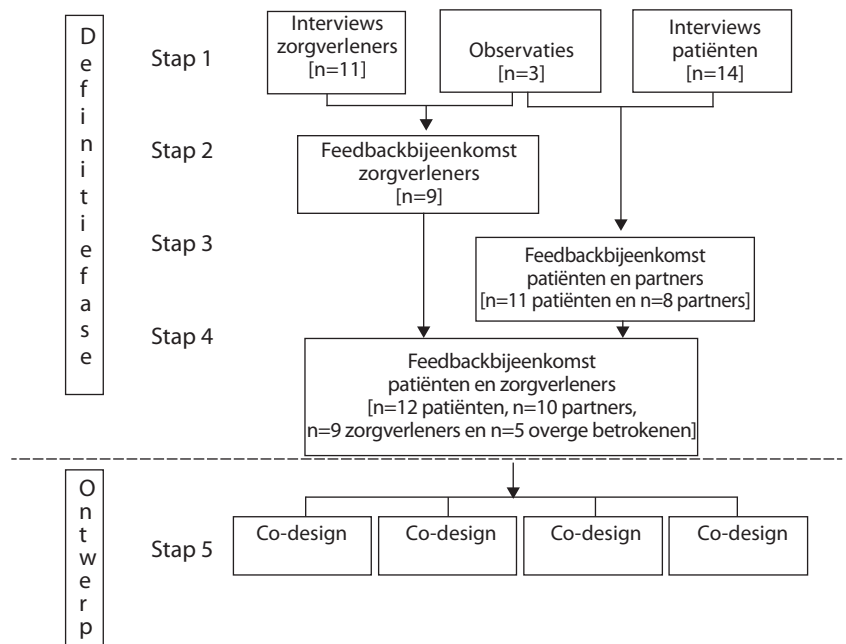 Definitiefase
Stap 1
Interviews
zorgverleners
[n=11]
Observaties
[n=3]
Interviews
patiënten
[n=14]
Stap 2
Feedbackbijeenkomst
zorgverleners
[n=9]
Stap 3
Feedbackbijeenkomst
patiënten en partners
[n=11 patiënten en n=8 partners]
Stap 4
Feedbackbijeenkomst
patiënten en zorgverleners
[n=12 patiënten, n=10 partners,
n=9 zorgverleners en n=5 overge betrokenen]
Ontwerp
Stap 5
Co-design
Co-design
Co-design
Co-design